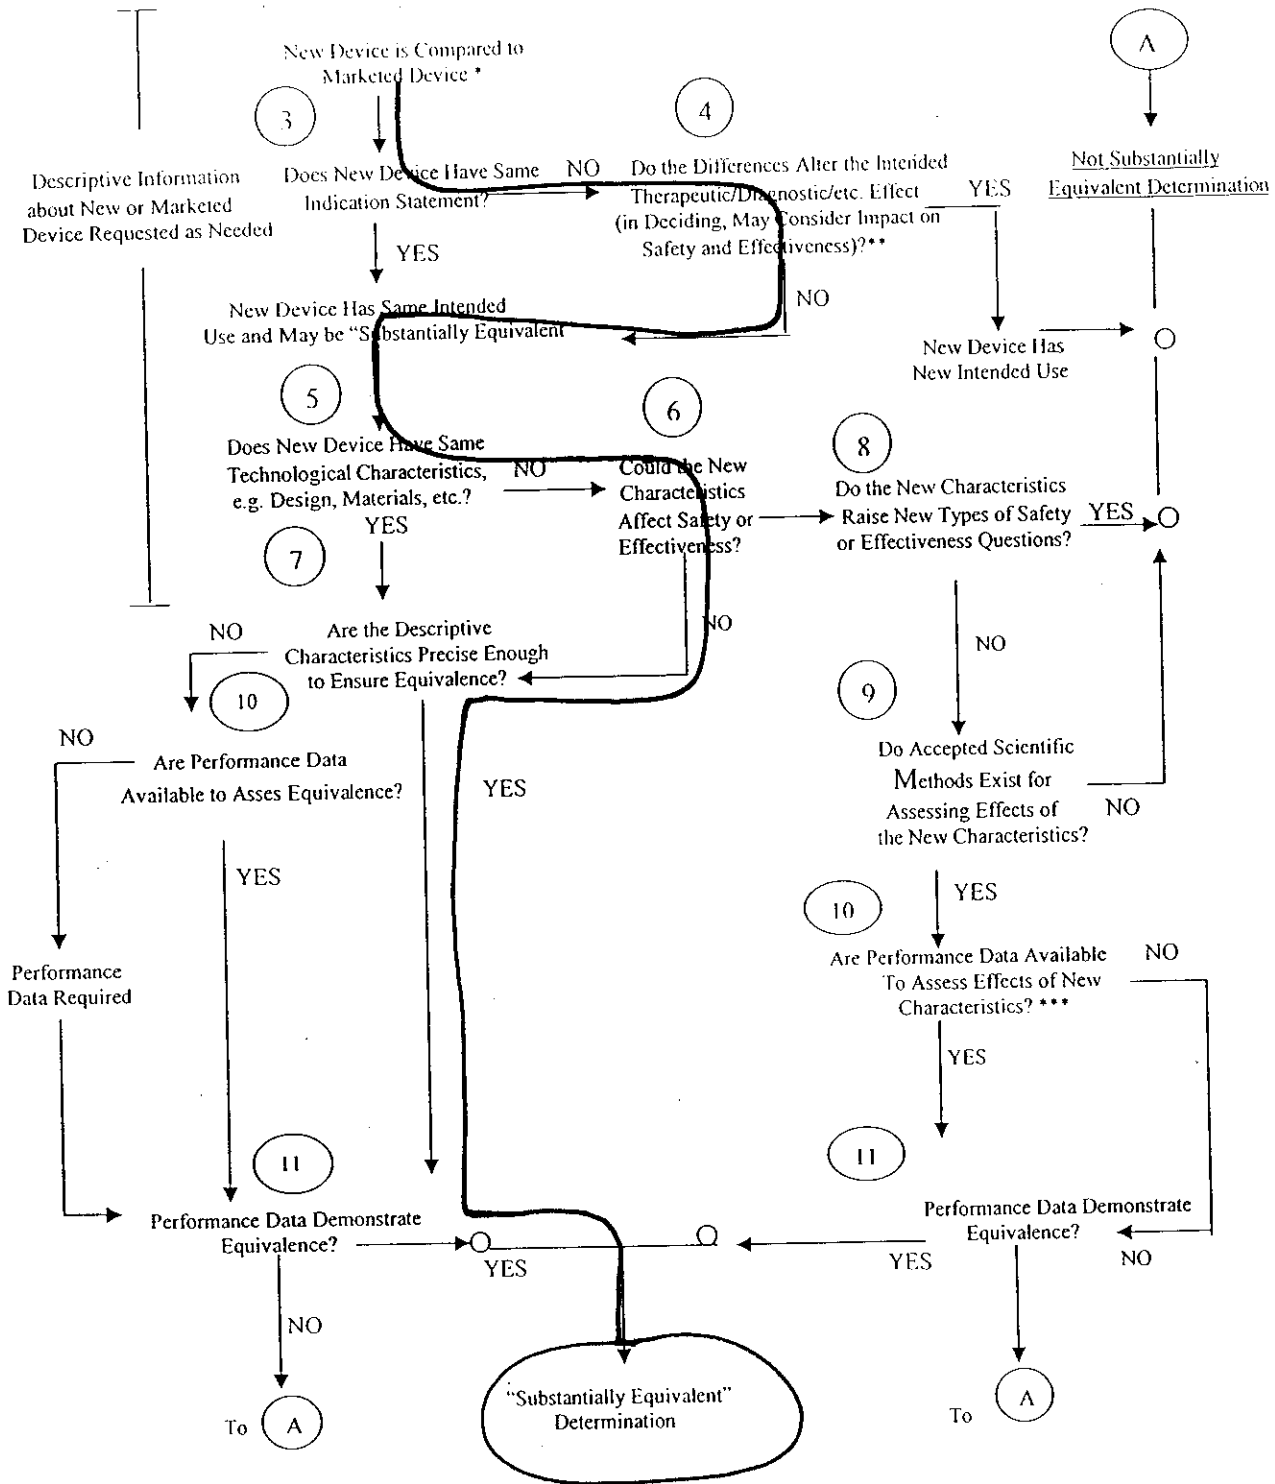 New Device is Compared to
Marketed Device *
A
3
4
Descriptive Information
about New or Marketed
Device Requested as Needed
Does New Device Have Same
Indication Statement?
NO
Do the Differences Alter the Intended
Therapeutic/Diagnostic/etc. Effect
(in Deciding, May Consider Impact on
Safety and Effectiveness)?**
YES
Not Substantially
Equivalent Determination
YES
NO
New Device Has Same Intended
Use and May be “Substantially Equivalent
New Device Has
New Intended Use
5
6
8
Does New Device Have Same
Technological Characteristics,
e.g. Design, Materials, etc.?
NO
Could the New
Characteristics
Affect Safety or
Effectiveness?
Do the New Characteristics
Raise New Types of Safety
or Effectiveness Questions?
YES
YES
7
NO
Are the Descriptive
Characteristics Precise Enough
to Ensure Equivalence?
NO
NO
10
9
NO
Are Performance Data
Available to Asses Equivalence?
YES
Do Accepted Scientific
Methods Exist for
Assessing Effects of
the New Characteristics?
NO
YES
YES
10
Performance
Data Required
Are Performance Data Available
To Assess Effects of New
Characteristics? ***
NO
YES
11
11
Performance Data Demonstrate
Equivalence?
YES
Performance Data Demonstrate
Equivalence?
YES
NO
NO
“Substantially Equivalent”
Determination
To
A
To
A